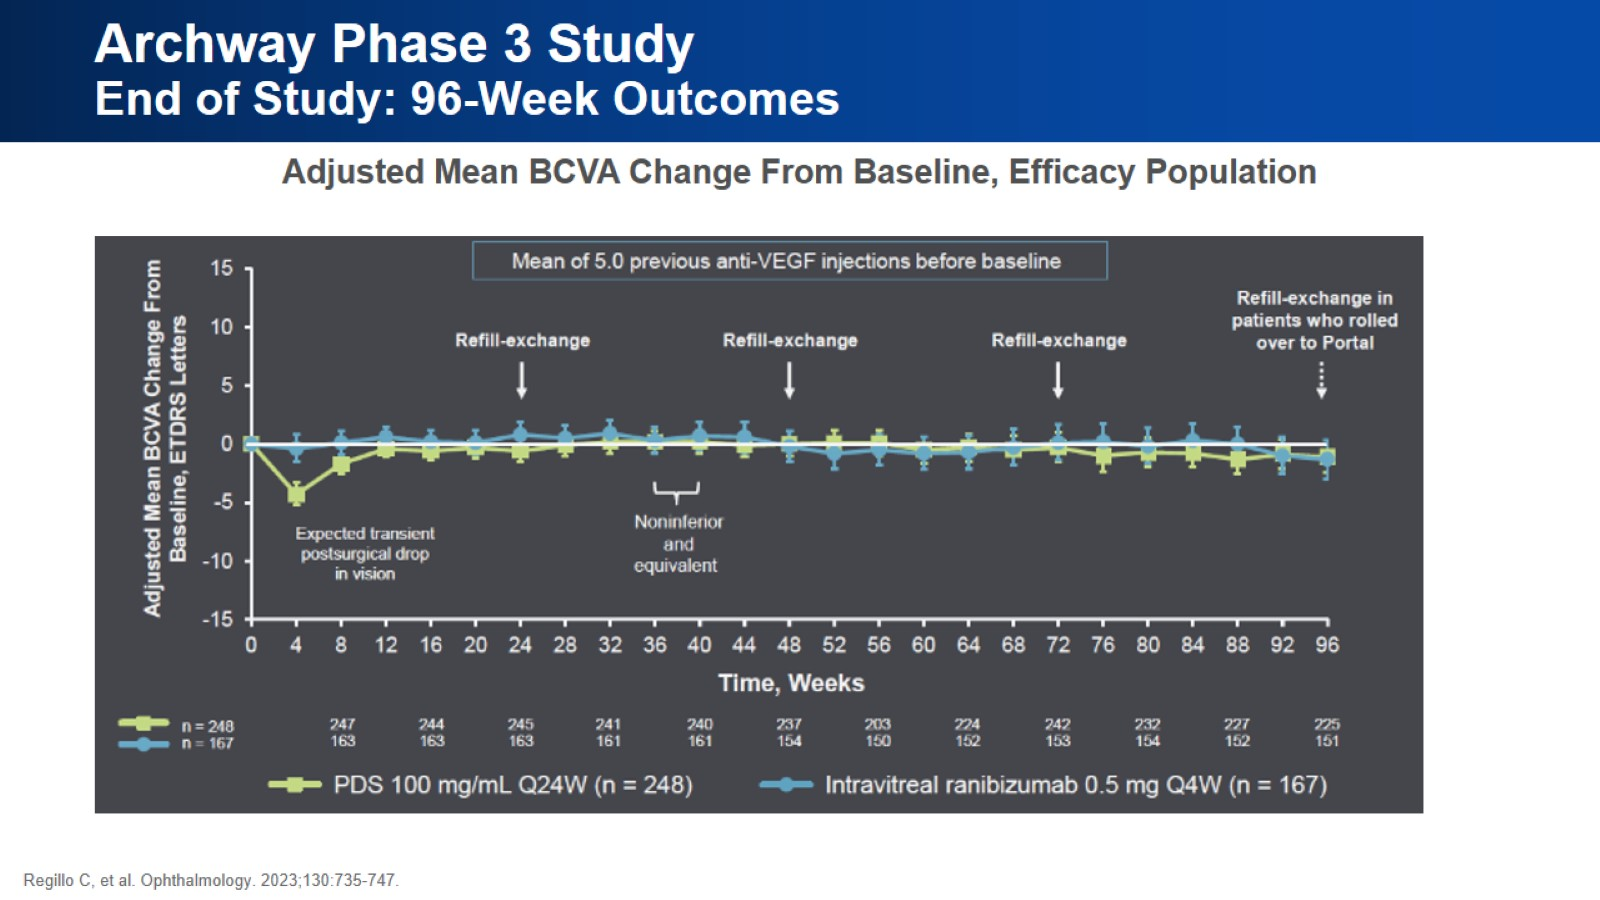 Archway Phase 3 Study
End of Study: 96-Week Outcomes
Adjusted Mean BCVA Change From Baseline, Efficacy Population
Mean of 5.0 previous anti-VEGF injections before baseline
Adjusted Mean BCVA Change From
Baseline, ETDRS Letters
15
10
5
0
-5
-10
-15
Refill-exchange
Refill-exchange
Refill-exchange
Refill-exchange in
patients who rolled
over to Portal
Expected transient
postsurgical drop
in vision
Noninferior
and
equivalent
0 4 8 12 16 20 24 28 32 36 40 44 48 52 56 60 64 68 72 76 80 84 88 92 96
Time, Weeks
n = 248 247 244 245 241 240 237 203 224 242 232 227 225
n = 167 163 163 163 161 161 154 150 152 153 154 152 151
PDS 100 mg/mL Q24W (n = 248) Intravitreal ranibizumab 0.5 mg Q4W (n = 167)
Regillo C, et al. Ophthalmology. 2023;130:735-747.